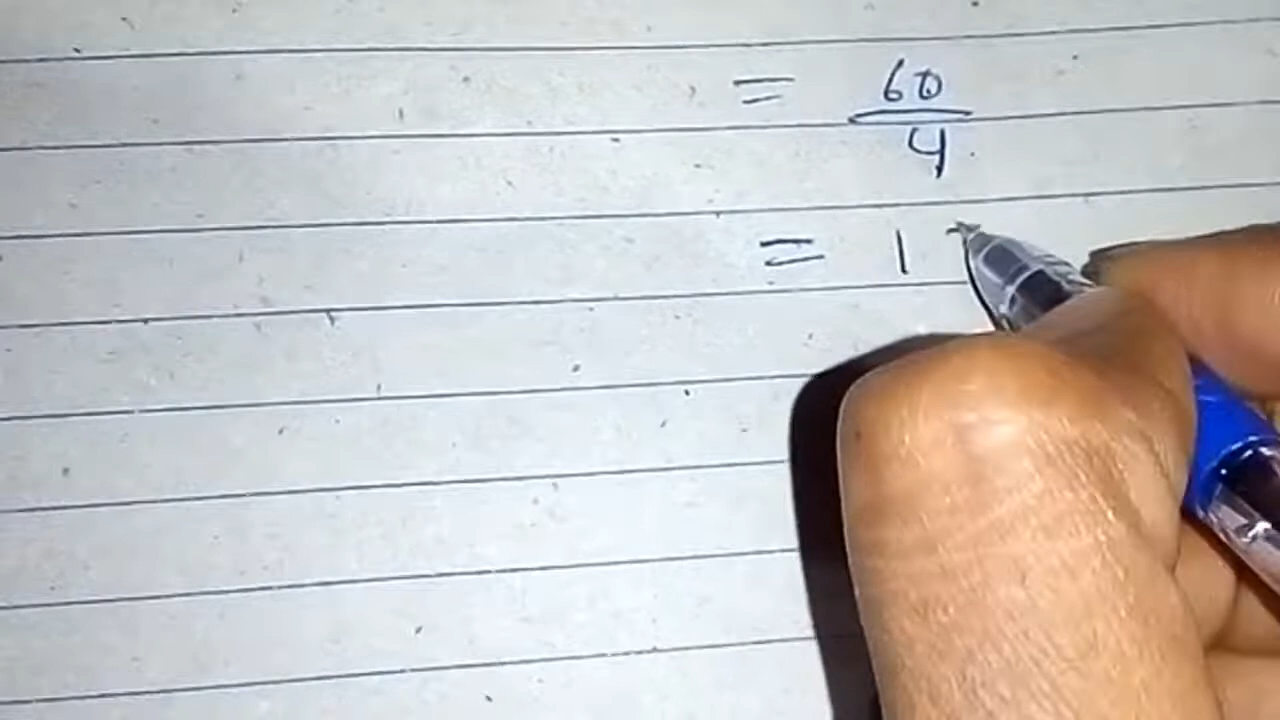 = 60/4
= 1